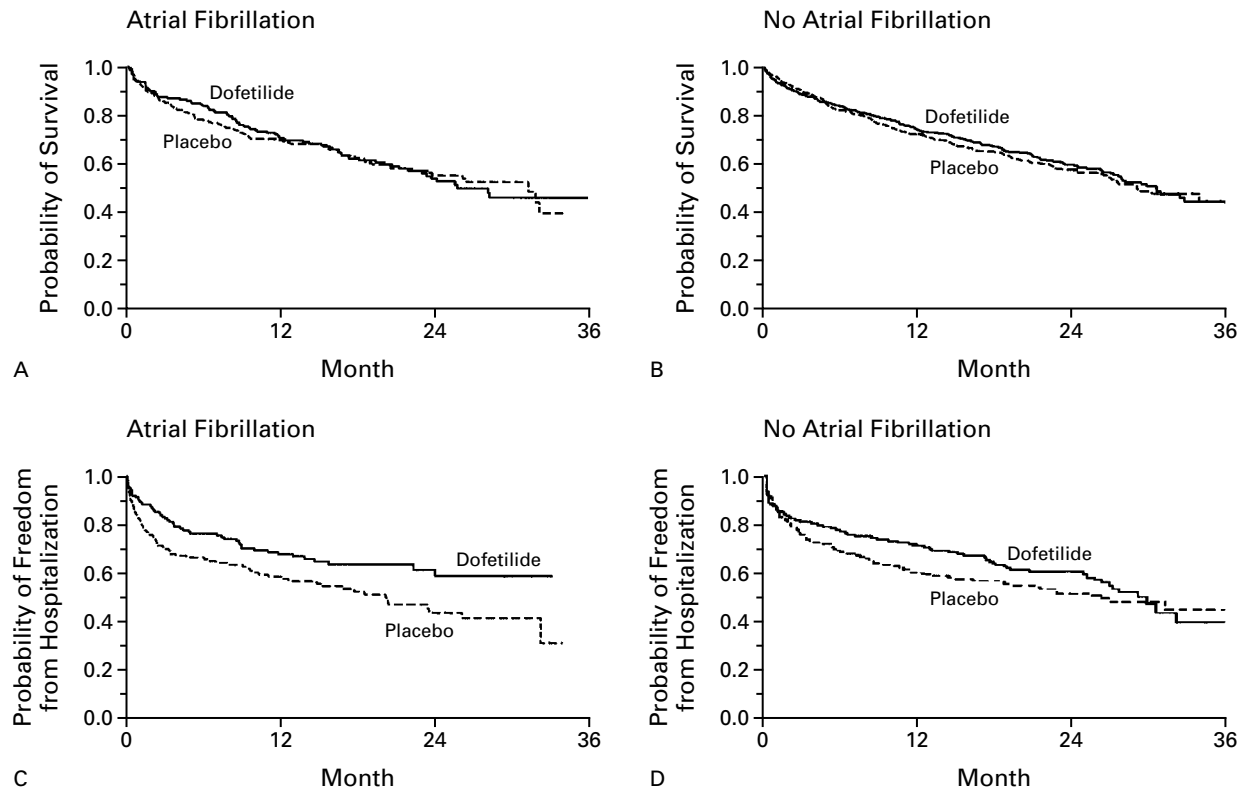 Atrial Fibrillation
Probability of Survival
1.0
0.8
0.6
0.4
0.2
0.0
Dofetilide
Placebo
0 12 24 36
Month
A
No Atrial Fibrillation
Probability of Survival
1.0
0.8
0.6
0.4
0.2
0.0
Dofetilide
Placebo
0 12 24 36
Month
B
Atrial Fibrillation
Probability of Freedom
from Hospitalization
1.0
0.8
0.6
0.4
0.2
0.0
Dofetilide
Placebo
0 12 24 36
Month
C
No Atrial Fibrillation
Probability of Freedom
from Hospitalization
1.0
0.8
0.6
0.4
0.2
0.0
Dofetilide
Placebo
0 12 24 36
Month
D